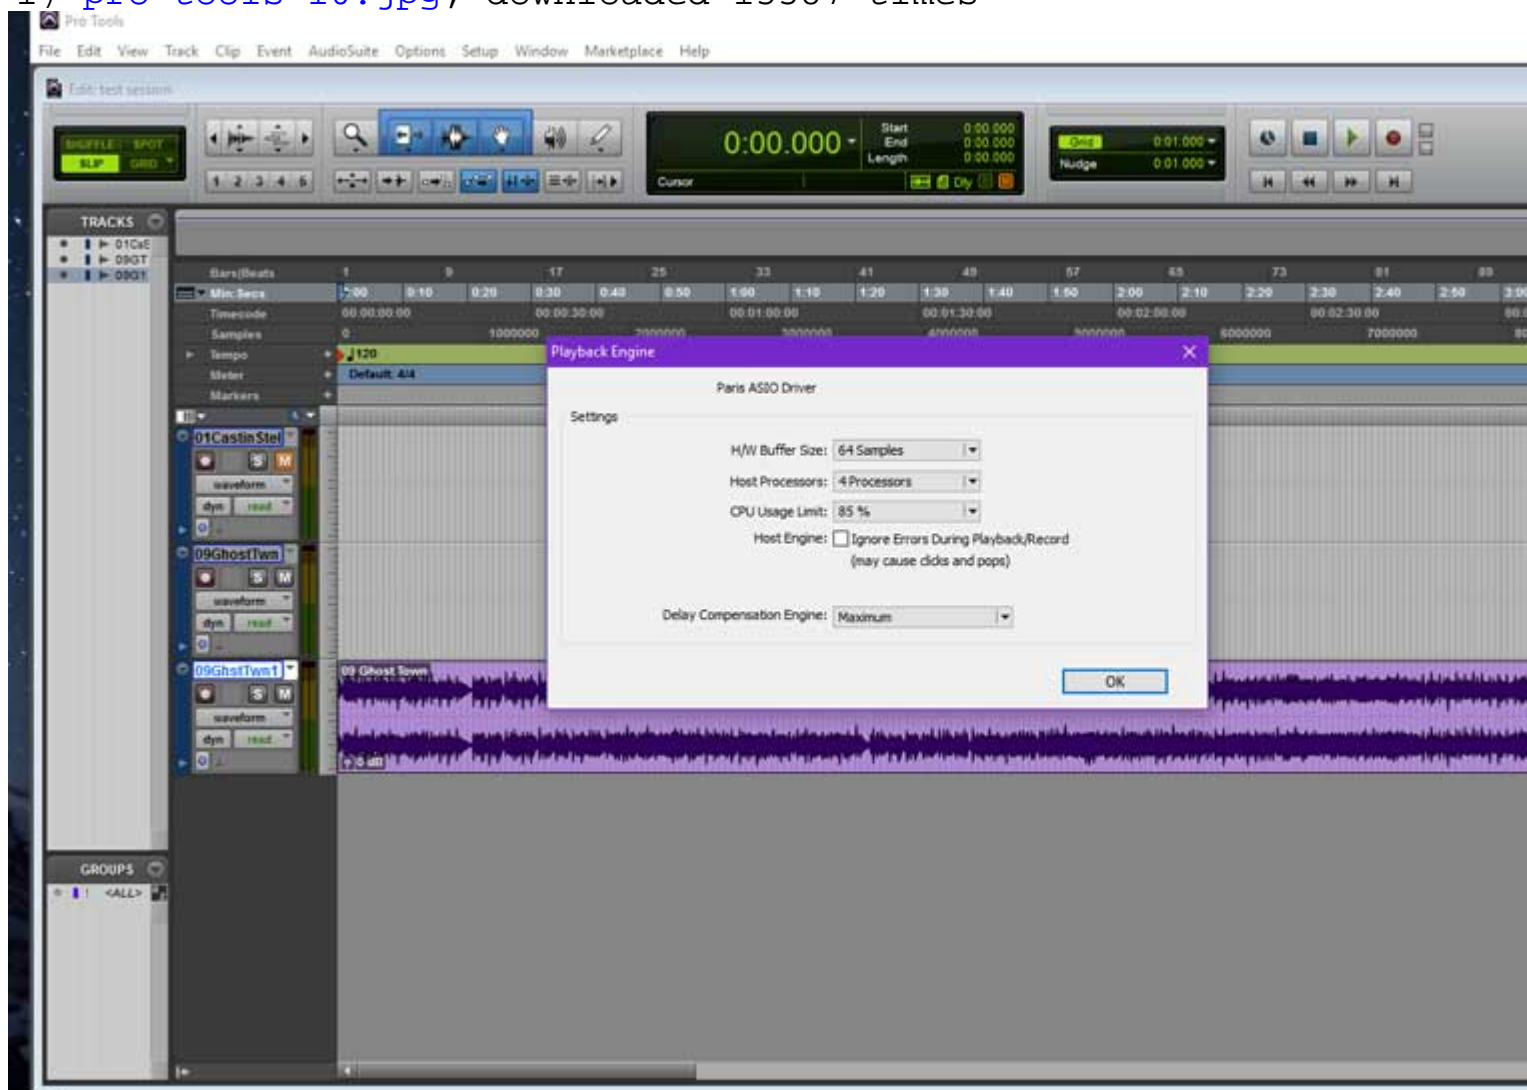 Pro Tools
File Edit View Track Clip Event AudioSuite Options Setup Window Marketplace Help
Edit: test session
SHUFFLE SPOT
SLIP GRID
1 2 3 4 5
0:00.000
Start 0:00.000
End 0:00.000
Length 0:00.000
Cursor
Dly
Grid 0:01.000
Nudge 0:01.000
TRACKS
09GT
Bars|Beats 1 9 17 25 33 41 49 57 65 73 81 89
Min:Secs 0:10 0:20 0:30 0:40 0:50 1:00 1:10 1:20 1:30 1:40 1:50 2:00 2:10 2:20 2:30 2:40 2:50
Timecode 00:00:00:00 00:00:30:00 00:01:00:00 00:01:30:00 00:02:00:00 00:02:30:00
Samples 0 1000000 2000000 3000000 4000000 5000000 6000000 7000000
Tempo 120
Meter Default: 4/4
Markers
Playback Engine
Paris ASIO Driver
Settings
H/W Buffer Size: 64 Samples
Host Processors: 4 Processors
CPU Usage Limit: 85 %
Host Engine: Ignore Errors During Playback/Record
(may cause clicks and pops)
Delay Compensation Engine: Maximum
OK
01CastinStel
S M
waveform
dyn read
09GhostTwn
S M
waveform
dyn read
09GhstTwn1
S M
waveform
dyn read
09 Ghost Town
0 dB
GROUPS
! <ALL>